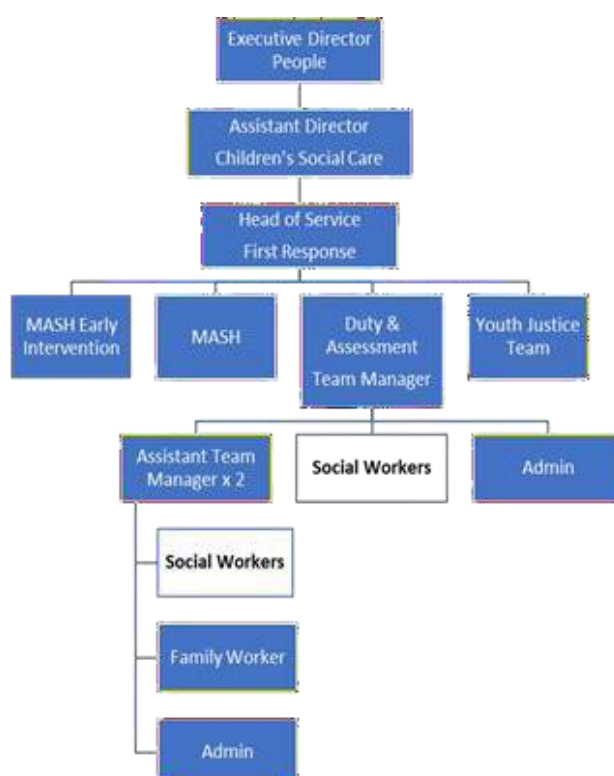 Executive Director
People
Assistant Director
Children's Social Care
Head of Service
First Response
MASH Early
Intervention
MASH
Duty &
Assessment
Team Manager
Youth Justice
Team
Assistant Team
Manager x 2
Social Workers
Admin
Social Workers
Family Worker
Admin